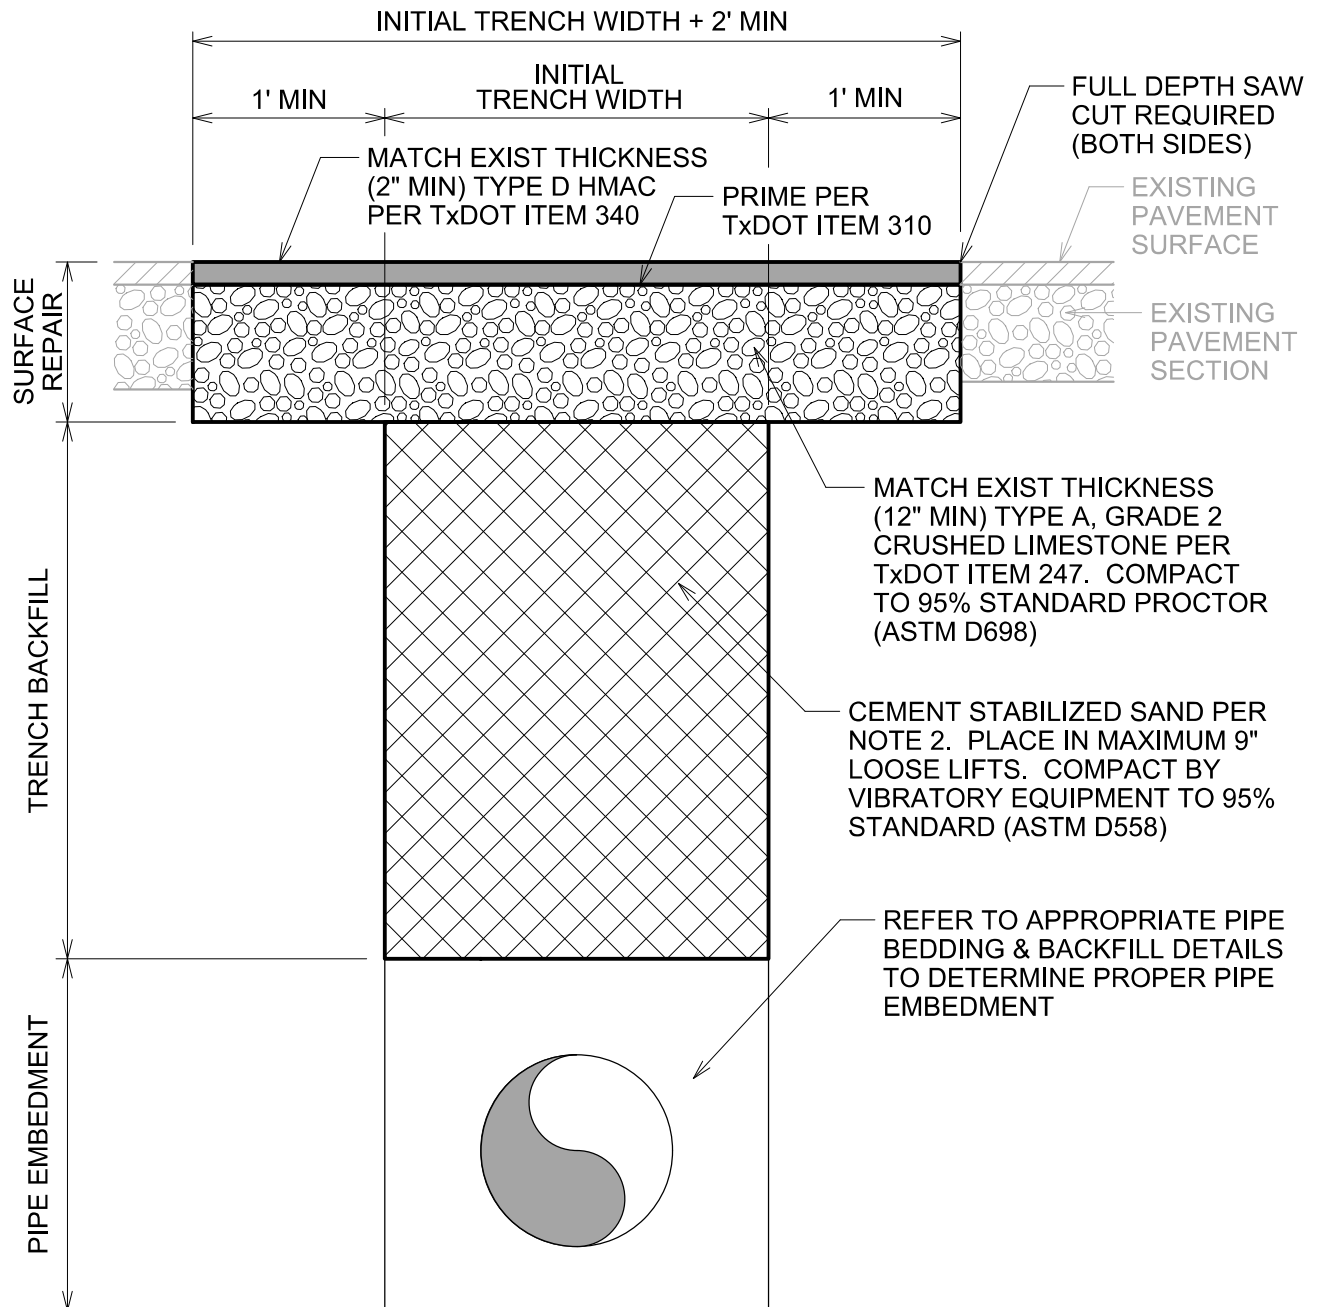 INITIAL TRENCH WIDTH + 2' MIN
1' MIN
INITIAL
TRENCH WIDTH
1' MIN
FULL DEPTH SAW
CUT REQUIRED
(BOTH SIDES)
MATCH EXIST THICKNESS
(2" MIN) TYPE D HMAC
PER TxDOT ITEM 340
PRIME PER
TxDOT ITEM 310
EXISTING
PAVEMENT
SURFACE
EXISTING
PAVEMENT
SECTION
SURFACE
REPAIR
MATCH EXIST THICKNESS
(12" MIN) TYPE A, GRADE 2
CRUSHED LIMESTONE PER
TxDOT ITEM 247. COMPACT
TO 95% STANDARD PROCTOR
(ASTM D698)
TRENCH BACKFILL
CEMENT STABILIZED SAND PER
NOTE 2. PLACE IN MAXIMUM 9"
LOOSE LIFTS. COMPACT BY
VIBRATORY EQUIPMENT TO 95%
STANDARD (ASTM D558)
REFER TO APPROPRIATE PIPE
BEDDING & BACKFILL DETAILS
TO DETERMINE PROPER PIPE
EMBEDMENT
PIPE EMBEDMENT